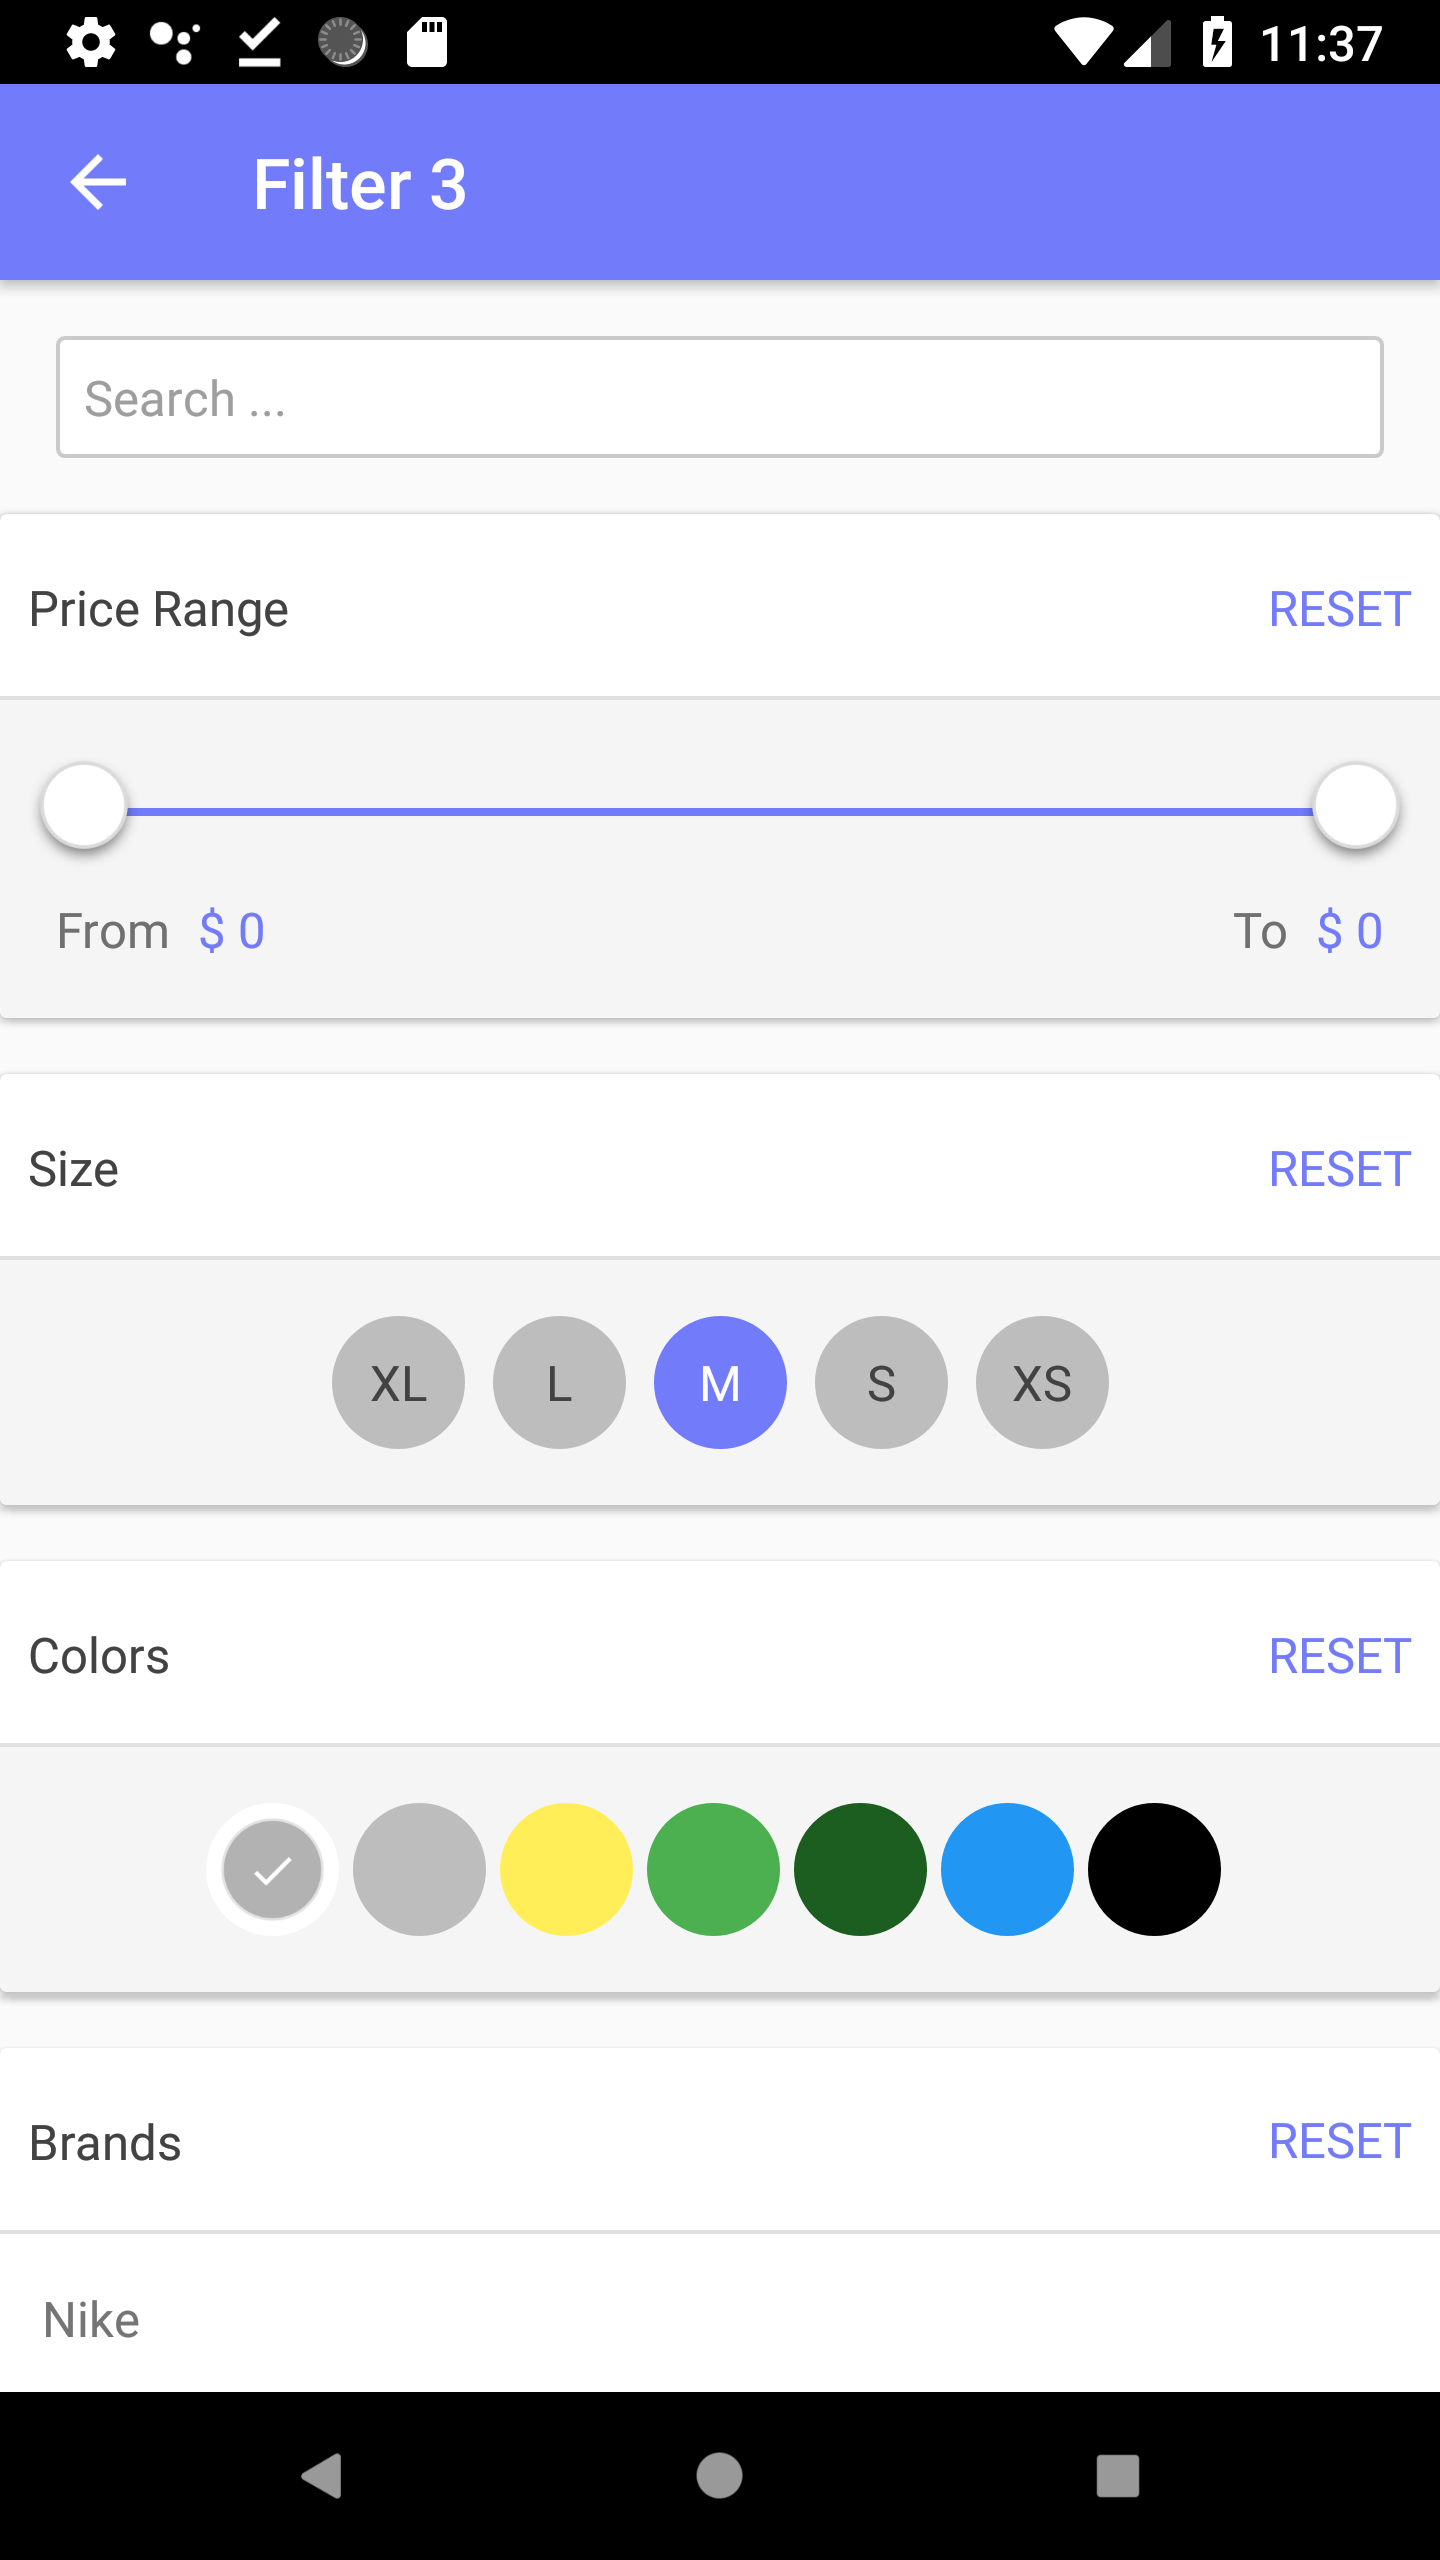 11:37
Filter 3
Search ...
Price Range RESET
From $ 0 To $ 0
Size RESET
XL L M S XS
Colors RESET
Brands RESET
Nike